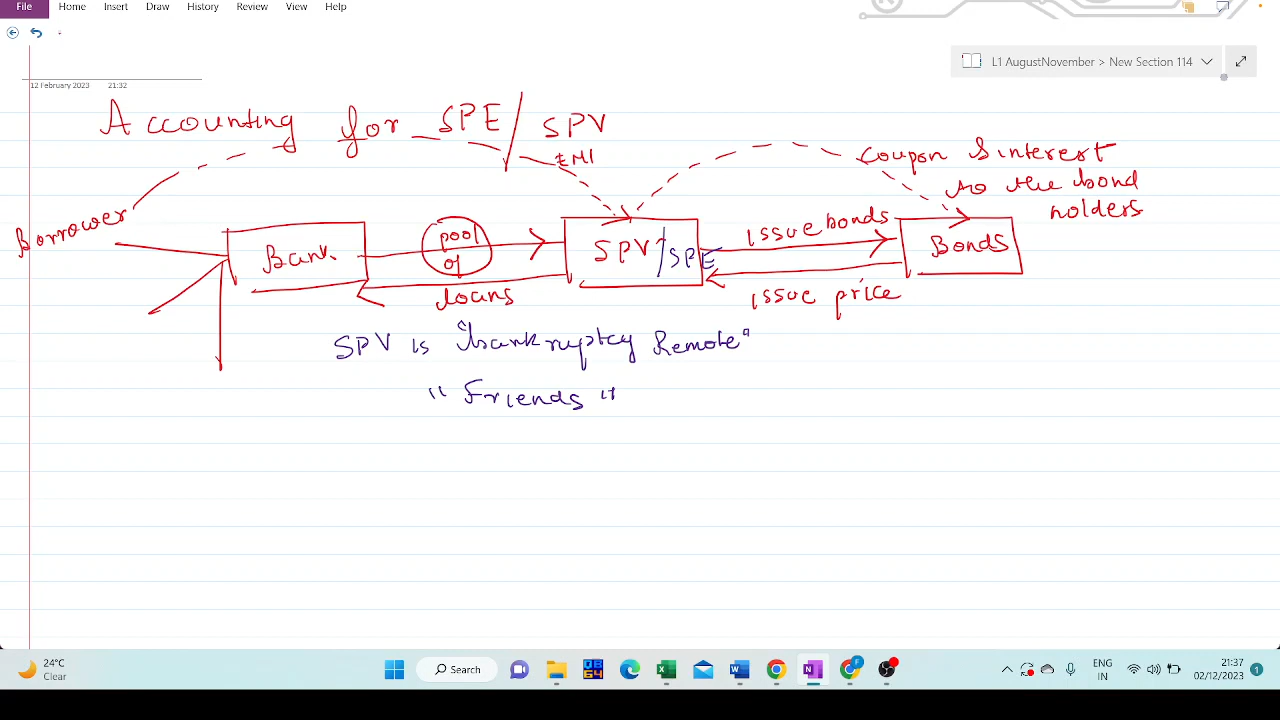 File Home Insert Draw History Review View Help
L1 AugustNovember > New Section 114
12 February 2023 21:32
Accounting for SPE / SPV
EMI
coupon & interest
to the bond
holders
Borrower
Bank
pool
of
loans
SPV / SPE
issue bonds
issue price
Bonds
SPV is "bankruptcy Remote"
"Friends"
24°C
Clear
Search
ENG
IN
21:37
02/12/2023
1